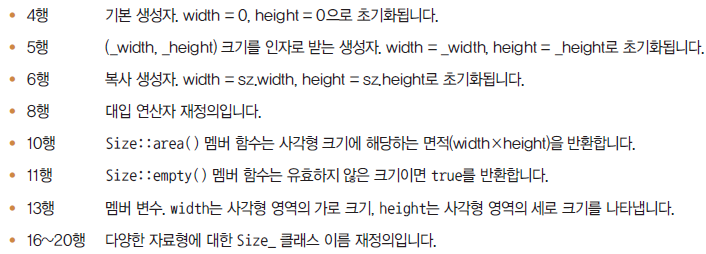 • 4행 기본 생성자. width = 0, height = 0으로 초기화됩니다.
• 5행 (_width, _height) 크기를 인자로 받는 생성자. width = _width, height = _height로 초기화됩니다.
• 6행 복사 생성자. width = sz.width, height = sz.height로 초기화됩니다.
• 8행 대입 연산자 재정의입니다.
• 10행 Size::area() 멤버 함수는 사각형 크기에 해당하는 면적(width×height)을 반환합니다.
• 11행 Size::empty() 멤버 함수는 유효하지 않은 크기이면 true를 반환합니다.
• 13행 멤버 변수. width는 사각형 영역의 가로 크기, height는 사각형 영역의 세로 크기를 나타냅니다.
• 16~20행 다양한 자료형에 대한 Size_ 클래스 이름 재정의입니다.